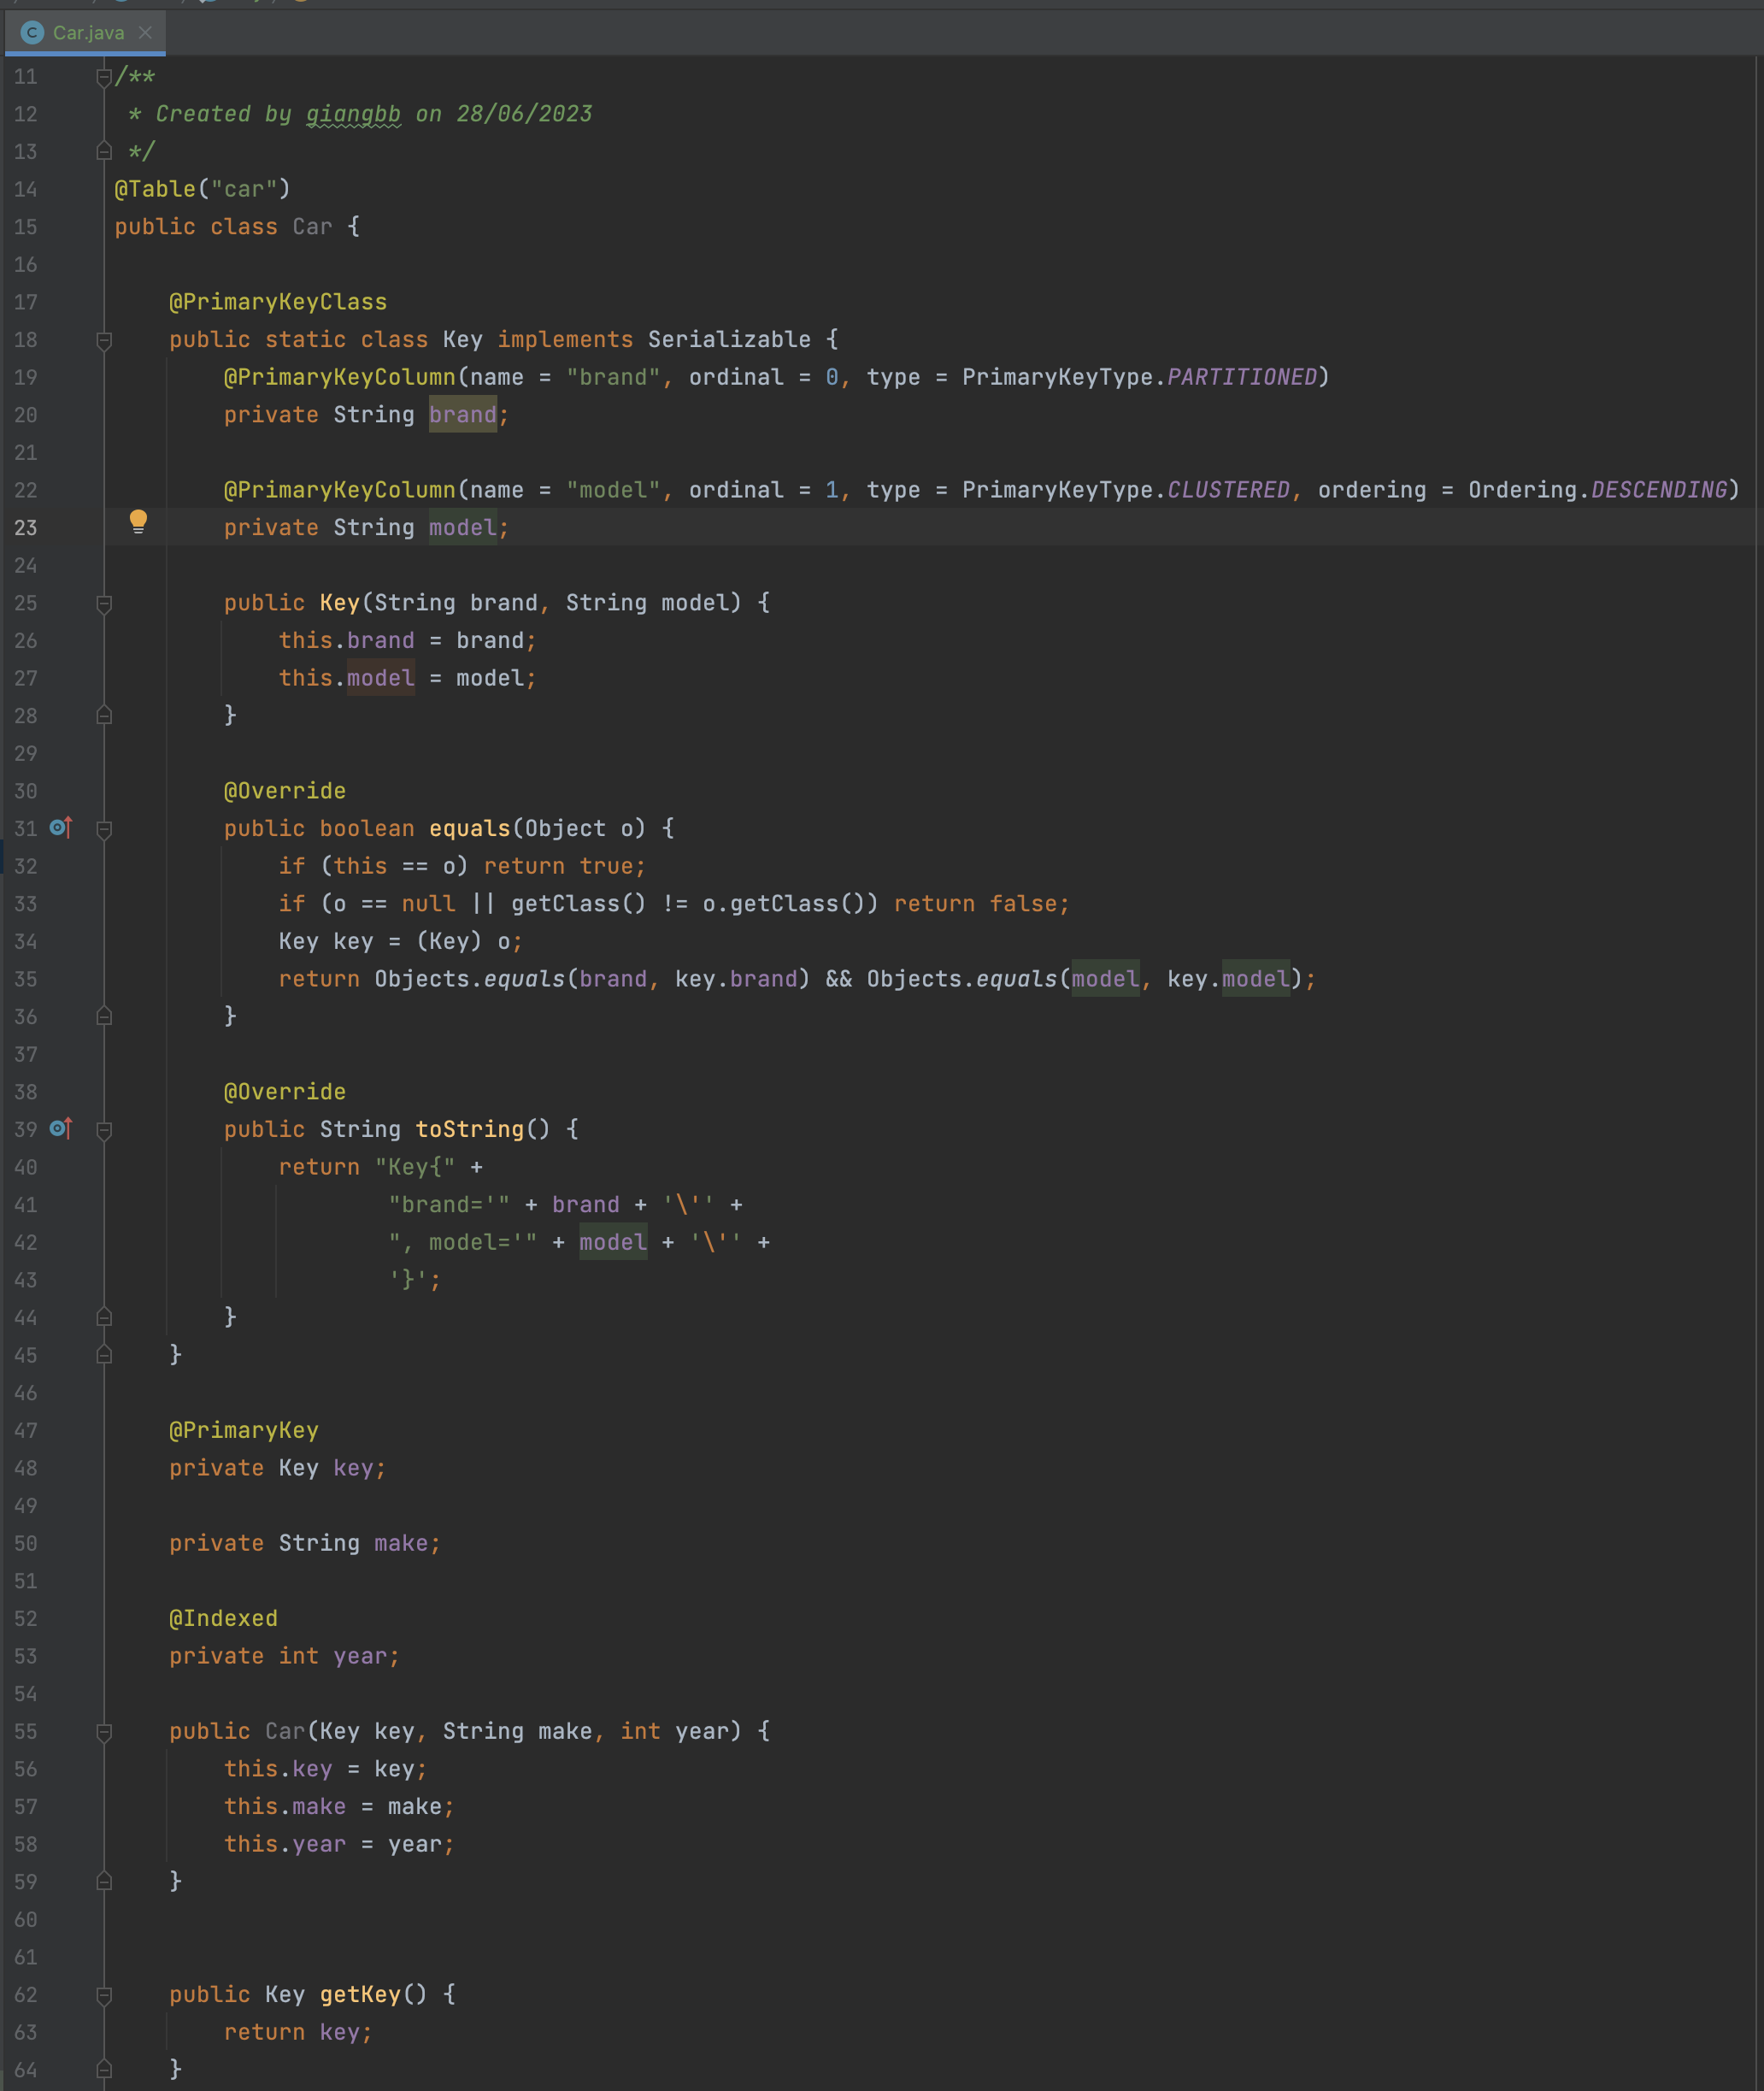 Car.java
11 /**
12 * Created by giangbb on 28/06/2023
13 */
14 @Table("car")
15 public class Car {
16
17 @PrimaryKeyClass
18 public static class Key implements Serializable {
19 @PrimaryKeyColumn(name = "brand", ordinal = 0, type = PrimaryKeyType.PARTITIONED)
20 private String brand;
21
22 @PrimaryKeyColumn(name = "model", ordinal = 1, type = PrimaryKeyType.CLUSTERED, ordering = Ordering.DESCENDING)
23 private String model;
24
25 public Key(String brand, String model) {
26 this.brand = brand;
27 this.model = model;
28 }
29
30 @Override
31 public boolean equals(Object o) {
32 if (this == o) return true;
33 if (o == null || getClass() != o.getClass()) return false;
34 Key key = (Key) o;
35 return Objects.equals(brand, key.brand) && Objects.equals(model, key.model);
36 }
37
38 @Override
39 public String toString() {
40 return "Key{" +
41 "brand='" + brand + '\'' +
42 ", model='" + model + '\'' +
43 '}';
44 }
45 }
46
47 @PrimaryKey
48 private Key key;
49
50 private String make;
51
52 @Indexed
53 private int year;
54
55 public Car(Key key, String make, int year) {
56 this.key = key;
57 this.make = make;
58 this.year = year;
59 }
60
61
62 public Key getKey() {
63 return key;
64 }